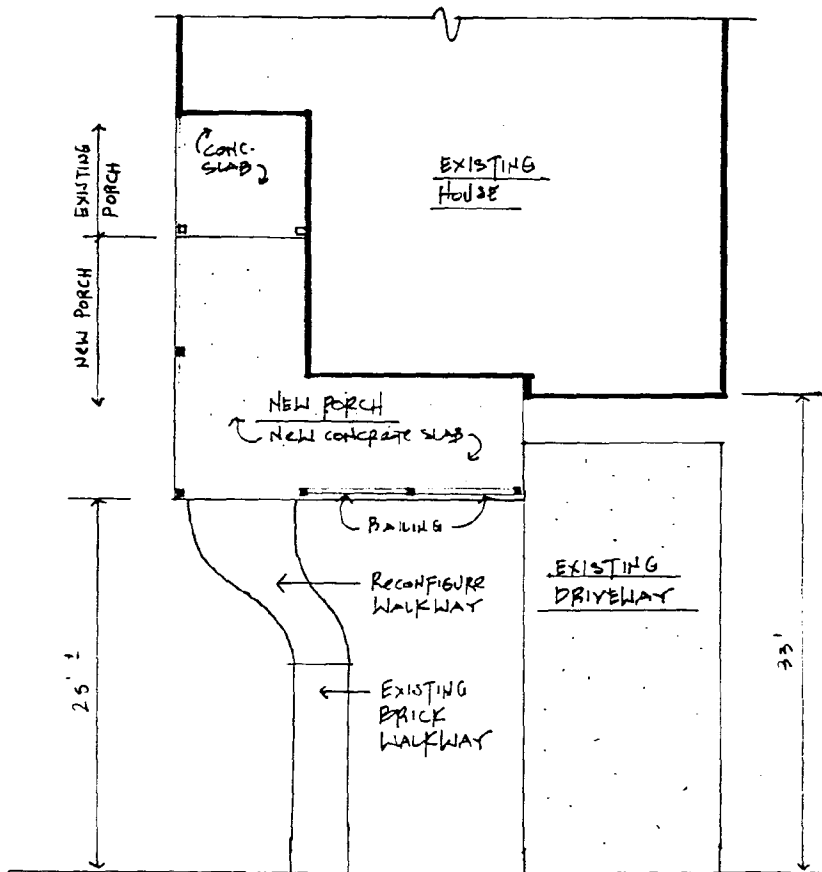 EXISTING
PORCH
CONC.
SLAB
EXISTING
HOUSE
NEW PORCH
NEW PORCH
NEW CONCRETE SLAB
RAILING
RECONFIGURE
WALKWAY
EXISTING
DRIVEWAY
25' ±
33'
EXISTING
BRICK
WALKWAY